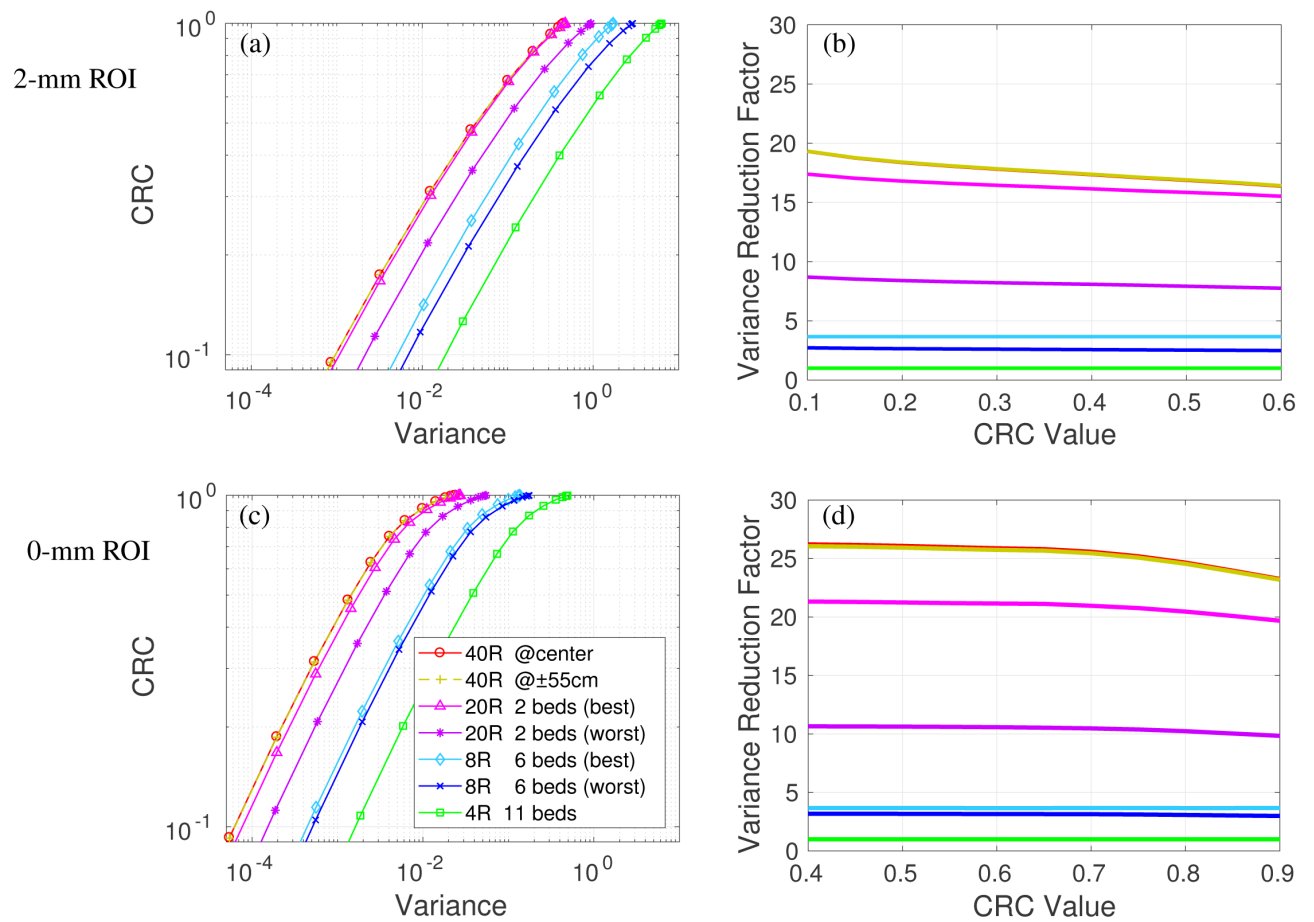 2-mm ROI
(a)
CRC
10^0
10^-1
10^-4
10^-2
10^0
Variance
(b)
Variance Reduction Factor
30
25
20
15
10
5
0
0.1
0.2
0.3
0.4
0.5
0.6
CRC Value
0-mm ROI
(c)
CRC
10^0
10^-1
10^-4
10^-2
10^0
Variance
40R @center
40R @±55cm
20R 2 beds (best)
20R 2 beds (worst)
8R 6 beds (best)
8R 6 beds (worst)
4R 11 beds
(d)
Variance Reduction Factor
30
25
20
15
10
5
0
0.4
0.5
0.6
0.7
0.8
0.9
CRC Value